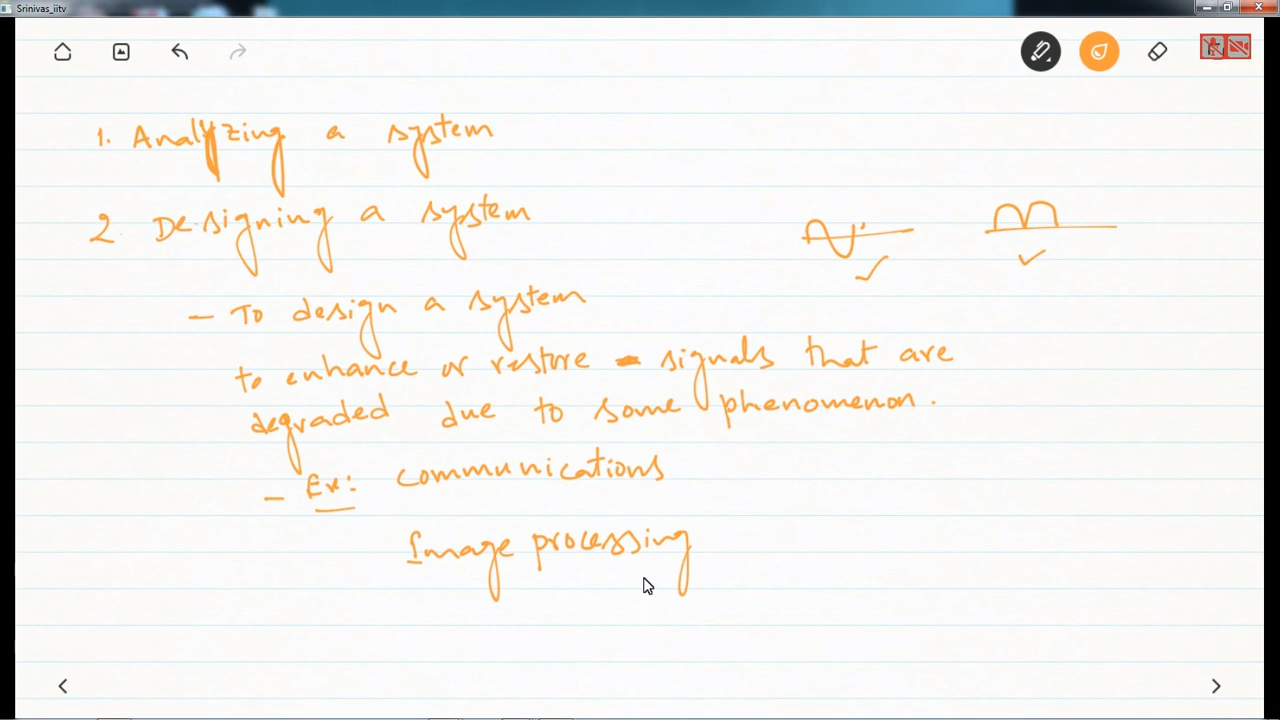 Srinivas_iitv
1. Analyzing a system
2. Designing a system
- To design a system
to enhance or restore signals that are
degraded due to some phenomenon.
- Ex: communications
Image processing